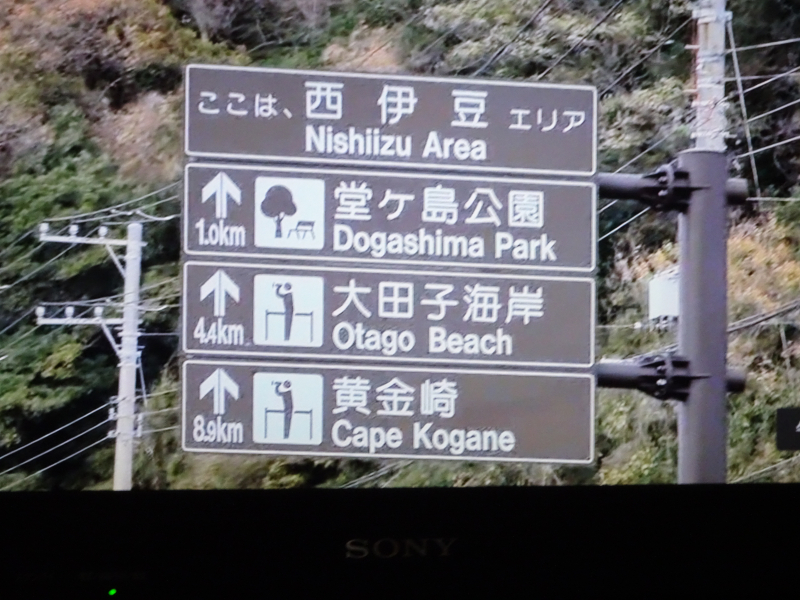 ここは、西伊豆エリア
Nishiizu Area
堂ヶ島公園
1.0km
Dogashima Park
大田子海岸
4.4km
Otago Beach
黄金崎
8.9km
Cape Kogane
SONY